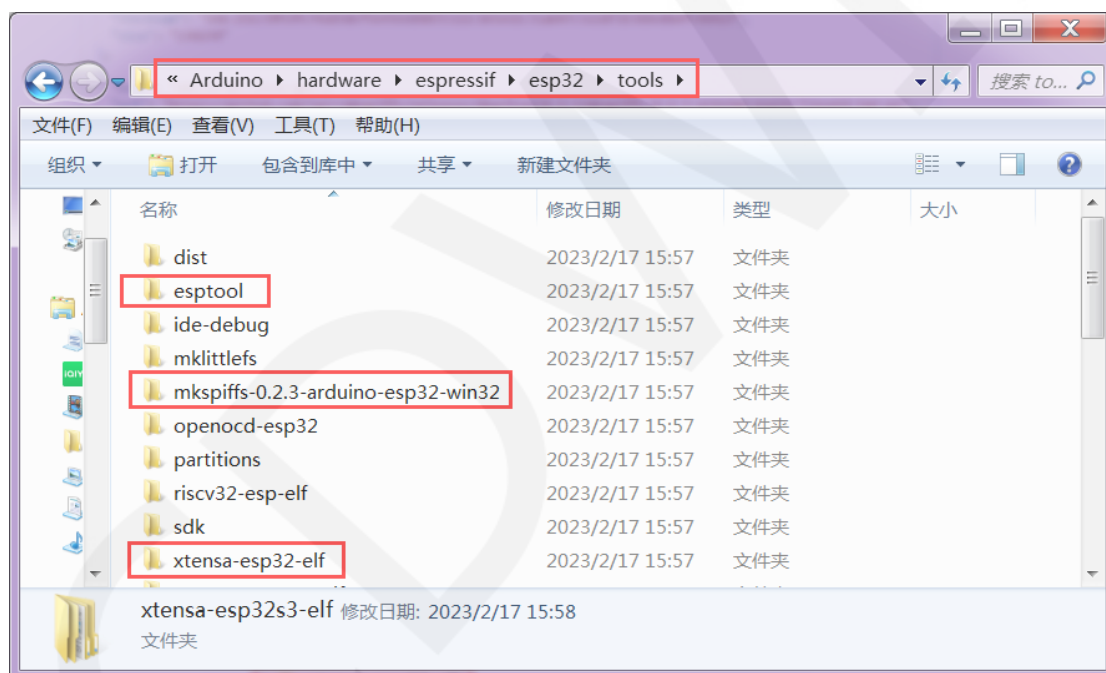 « Arduino ▸ hardware ▸ espressif ▸ esp32 ▸ tools ▸ 搜索 to...
文件(F) 编辑(E) 查看(V) 工具(T) 帮助(H)
组织 打开 包含到库中 共享 新建文件夹
名称 修改日期 类型 大小
dist 2023/2/17 15:57 文件夹
esptool 2023/2/17 15:57 文件夹
ide-debug 2023/2/17 15:57 文件夹
mklittlefs 2023/2/17 15:57 文件夹
mkspiffs-0.2.3-arduino-esp32-win32 2023/2/17 15:57 文件夹
openocd-esp32 2023/2/17 15:57 文件夹
partitions 2023/2/17 15:57 文件夹
riscv32-esp-elf 2023/2/17 15:57 文件夹
sdk 2023/2/17 15:57 文件夹
xtensa-esp32-elf 2023/2/17 15:57 文件夹
xtensa-esp32s3-elf 修改日期: 2023/2/17 15:58
文件夹